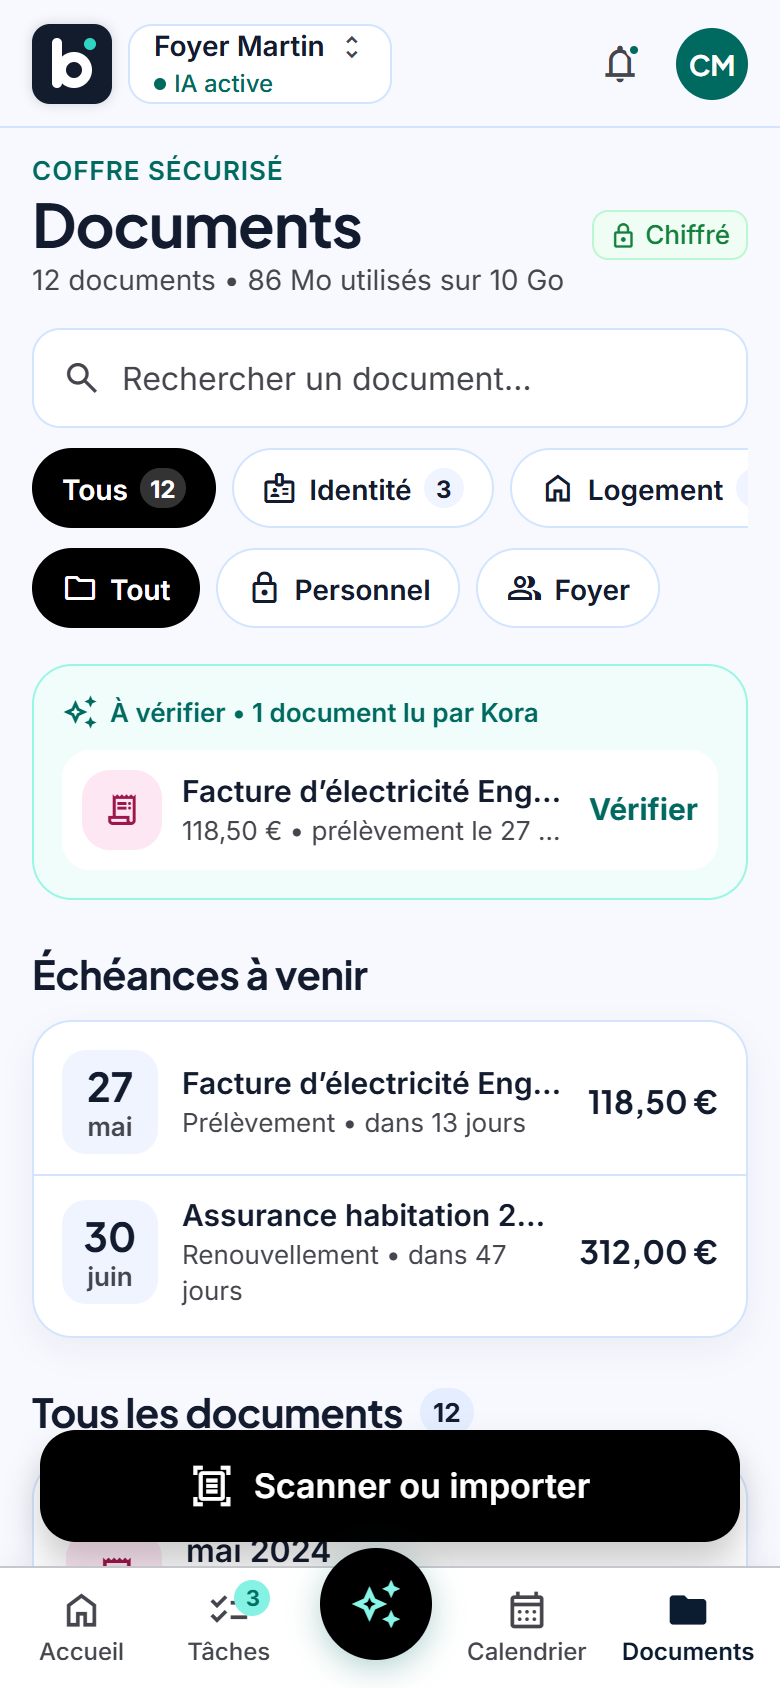 b
Foyer Martin
IA active
CM
COFFRE SÉCURISÉ
Documents
Chiffré
12 documents • 86 Mo utilisés sur 10 Go
Rechercher un document...
Tous 12
Identité 3
Logement
Tout
Personnel
Foyer
À vérifier • 1 document lu par Kora
Facture d’électricité Eng...
118,50 € • prélèvement le 27 ...
Vérifier
Échéances à venir
27
mai
Facture d’électricité Eng...
Prélèvement • dans 13 jours
118,50 €
30
juin
Assurance habitation 2...
Renouvellement • dans 47
jours
312,00 €
Tous les documents 12
Scanner ou importer
mai 2024
Accueil
3
Tâches
Calendrier
Documents